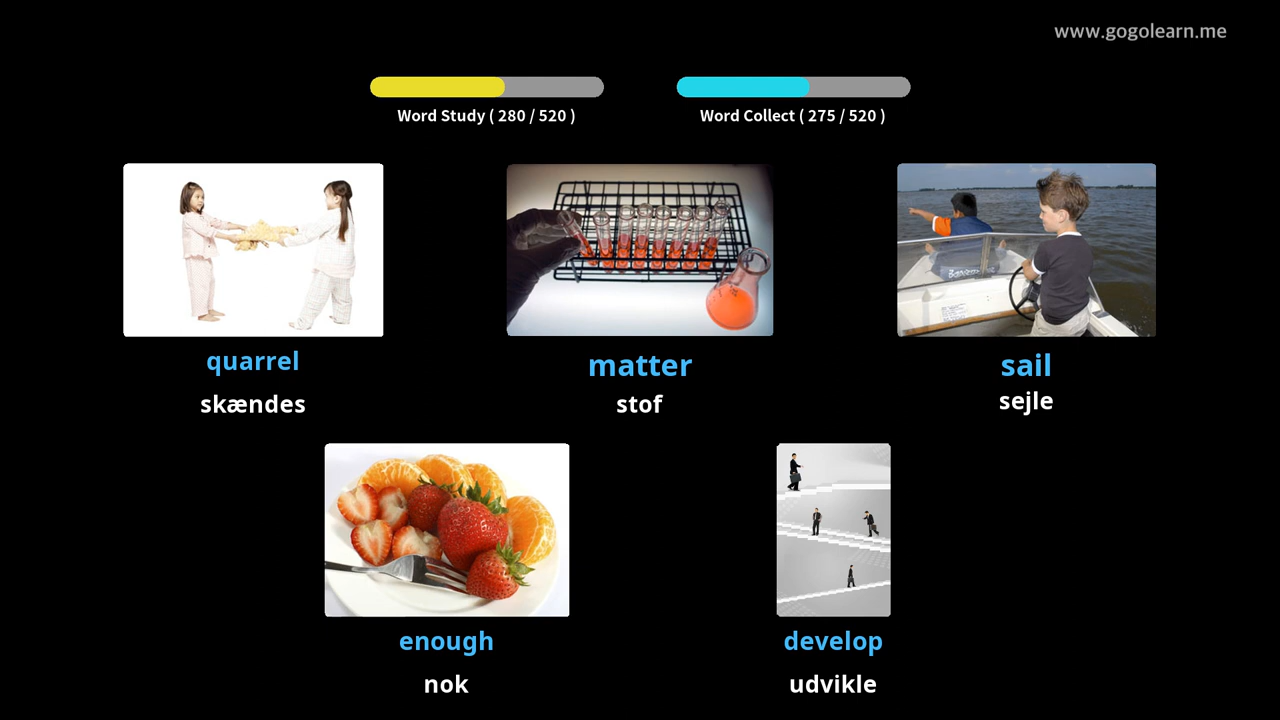 www.gogolearn.me
Word Study ( 280 / 520 )
Word Collect ( 275 / 520 )
quarrel
skændes
matter
stof
sail
sejle
enough
nok
develop
udvikle